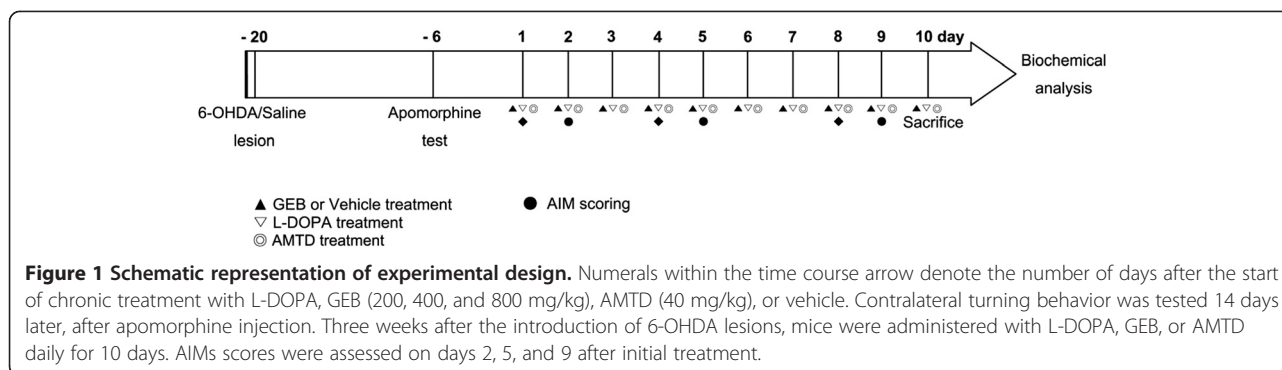 - 20 - 6 1 2 3 4 5 6 7 8 9 10 day
6-OHDA/Saline
lesion
Apomorphine
test
Sacrifice
Biochemical
analysis
▲ GEB or Vehicle treatment
▽ L-DOPA treatment
◎ AMTD treatment
● AIM scoring
Figure 1 Schematic representation of experimental design. Numerals within the time course arrow denote the number of days after the start
of chronic treatment with L-DOPA, GEB (200, 400, and 800 mg/kg), AMTD (40 mg/kg), or vehicle. Contralateral turning behavior was tested 14 days
later, after apomorphine injection. Three weeks after the introduction of 6-OHDA lesions, mice were administered with L-DOPA, GEB, or AMTD
daily for 10 days. AIMs scores were assessed on days 2, 5, and 9 after initial treatment.